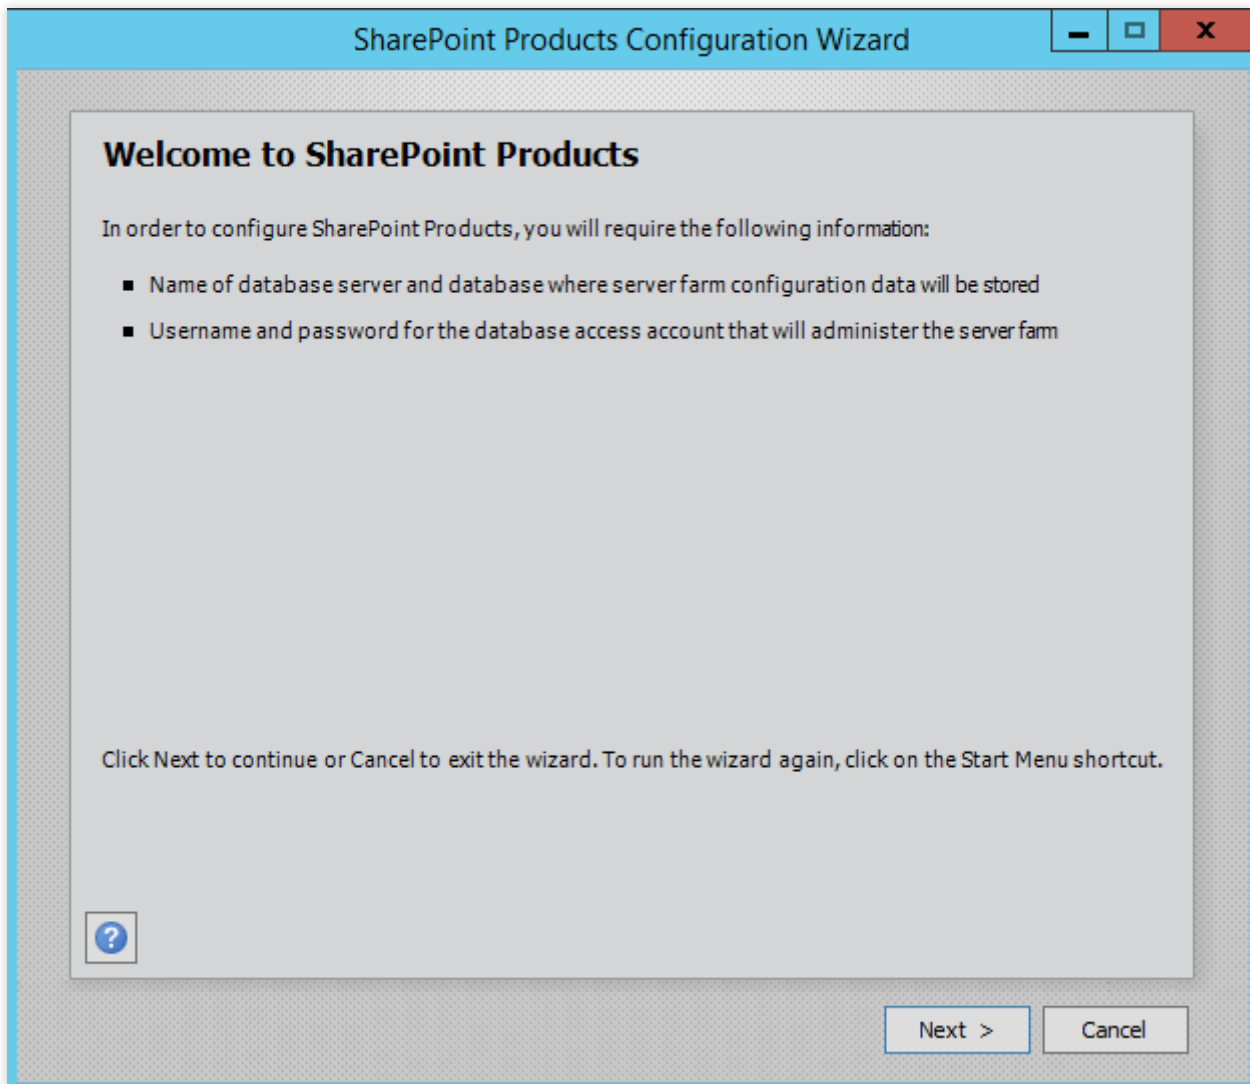 SharePoint Products Configuration Wizard
Welcome to SharePoint Products
In order to configure SharePoint Products, you will require the following information:
Name of database server and database where server farm configuration data will be stored
Username and password for the database access account that will administer the server farm
Click Next to continue or Cancel to exit the wizard. To run the wizard again, click on the Start Menu shortcut.
?
Next >
Cancel